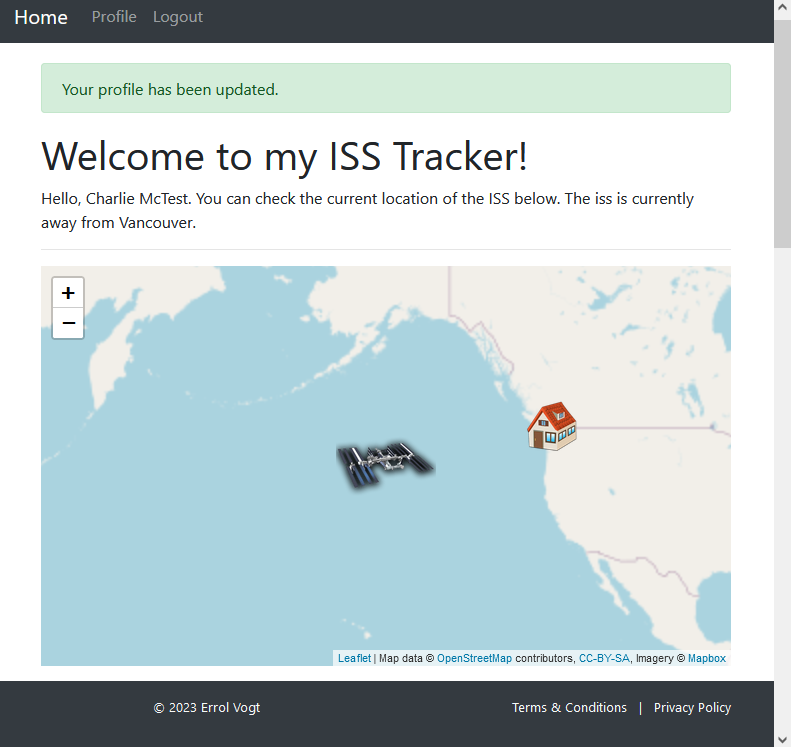 Home Profile Logout
Your profile has been updated.
Welcome to my ISS Tracker!
Hello, Charlie McTest. You can check the current location of the ISS below. The iss is currently
away from Vancouver.
+
−
Leaflet | Map data © OpenStreetMap contributors, CC-BY-SA, Imagery © Mapbox
© 2023 Errol Vogt Terms & Conditions | Privacy Policy